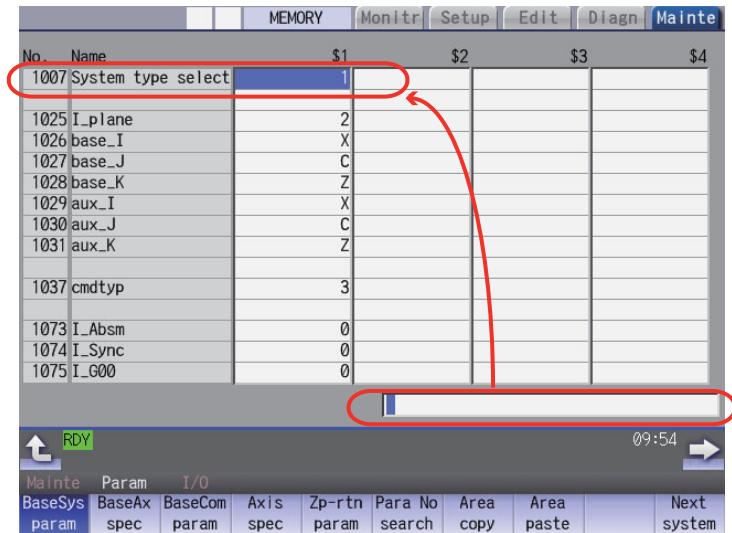 MEMORY Monitr Setup Edit Diagn Mainte
No. Name $1 $2 $3 $4
1007 System type select 1
1025 I_plane 2
1026 base_I X
1027 base_J C
1028 base_K Z
1029 aux_I X
1030 aux_J C
1031 aux_K Z
1037 cmdtyp 3
1073 I_Absm 0
1074 I_Sync 0
1075 I_G00 0
RDY 09:54
Mainte Param I/O
BaseSys BaseAx BaseCom Axis Zp-rtn Para No Area Area Next
param spec param spec param search copy paste system